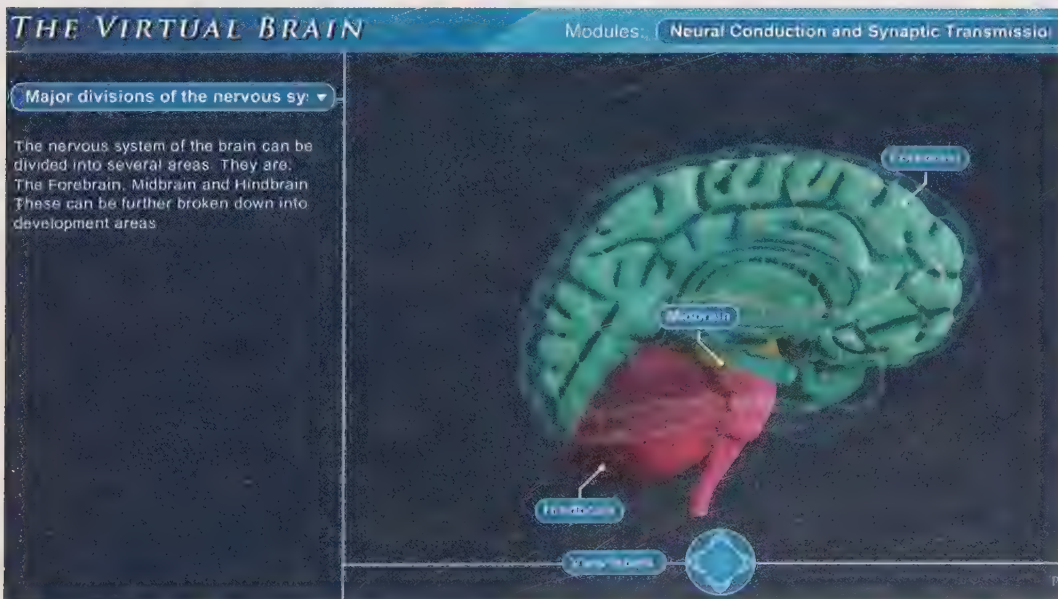 THE VIRTUAL BRAIN
Modules: Neural Conduction and Synaptic Transmissio
Major divisions of the nervous sy
The nervous system of the brain can be
divided into several areas. They are,
The Forebrain, Midbrain and Hindbrain
These can be further broken down into
development areas
Midbrain